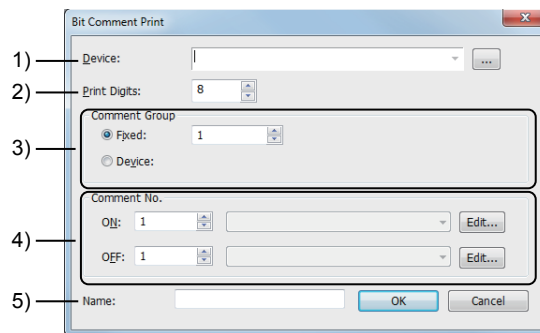 Bit Comment Print x
1) Device: ...
2) Print Digits: 8
Comment Group
3) Fixed: 1
Device:
Comment No.
ON: 1 Edit...
4)
OFF: 1 Edit...
5) Name: OK Cancel